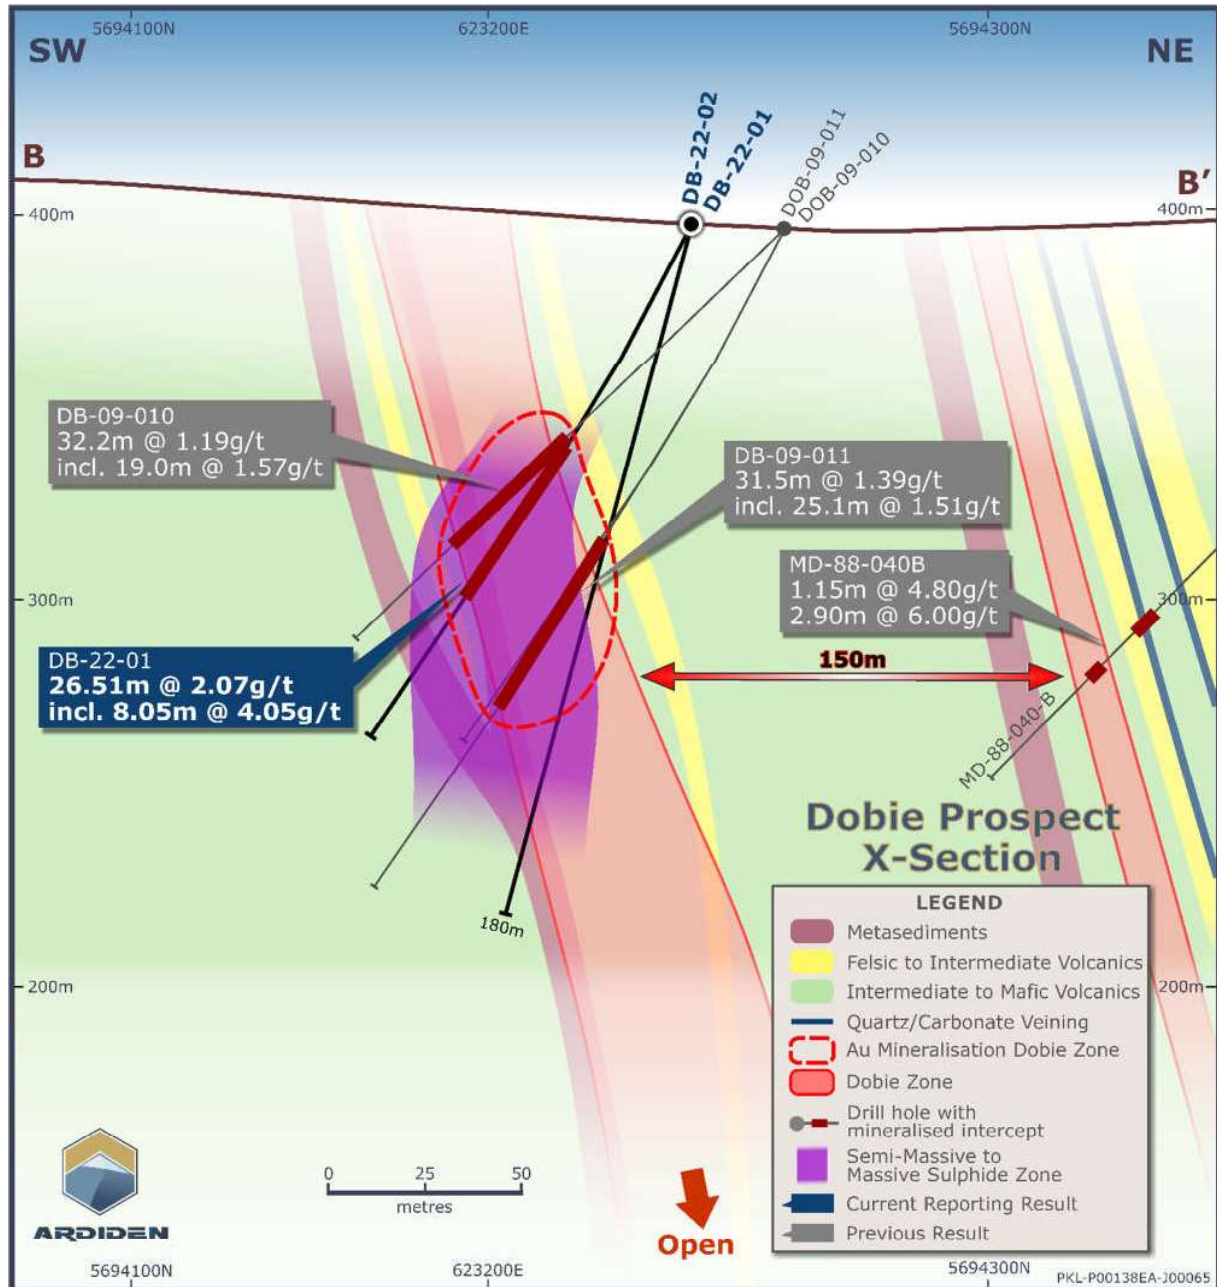 5694100N 623200E 5694300N
SW NE
DB-22-02
DB-22-01
DOB-09-011
DOB-09-010
B B’
400m 400m
DB-09-010
32.2m @ 1.19g/t
incl. 19.0m @ 1.57g/t
DB-09-011
31.5m @ 1.39g/t
incl. 25.1m @ 1.51g/t
MD-88-040B
1.15m @ 4.80g/t
2.90m @ 6.00g/t
300m 300m
DB-22-01
26.51m @ 2.07g/t
incl. 8.05m @ 4.05g/t
150m
MD-88-040-B
Dobie Prospect
X-Section
180m
200m 200m
LEGEND
Metasediments
Felsic to Intermediate Volcanics
Intermediate to Mafic Volcanics
Quartz/Carbonate Veining
Au Mineralisation Dobie Zone
Dobie Zone
Drill hole with
mineralised intercept
Semi-Massive to
Massive Sulphide Zone
Current Reporting Result
Previous Result
0 25 50
metres
ARDIDEN
Open
5694100N 623200E 5694300N
PKL-P00138EA-J00065